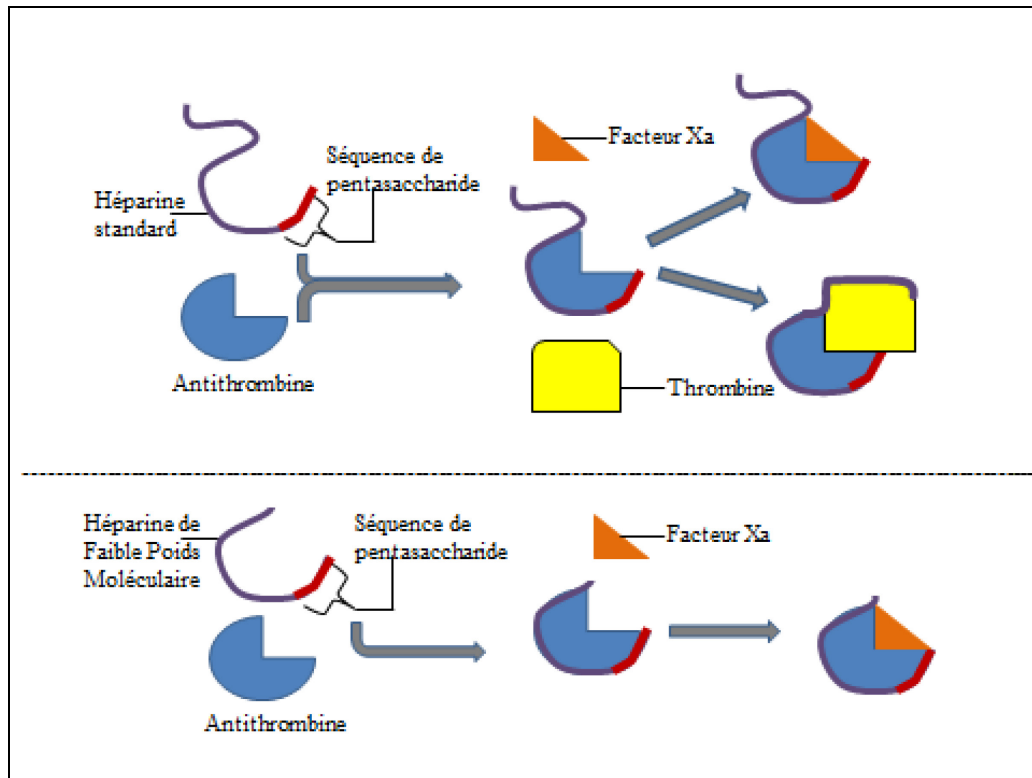 Séquence de
pentasaccharide
Héparine
standard
Antithrombine
Facteur Xa
Thrombine
Héparine de
Faible Poids
Moléculaire
Séquence de
pentasaccharide
Antithrombine
Facteur Xa